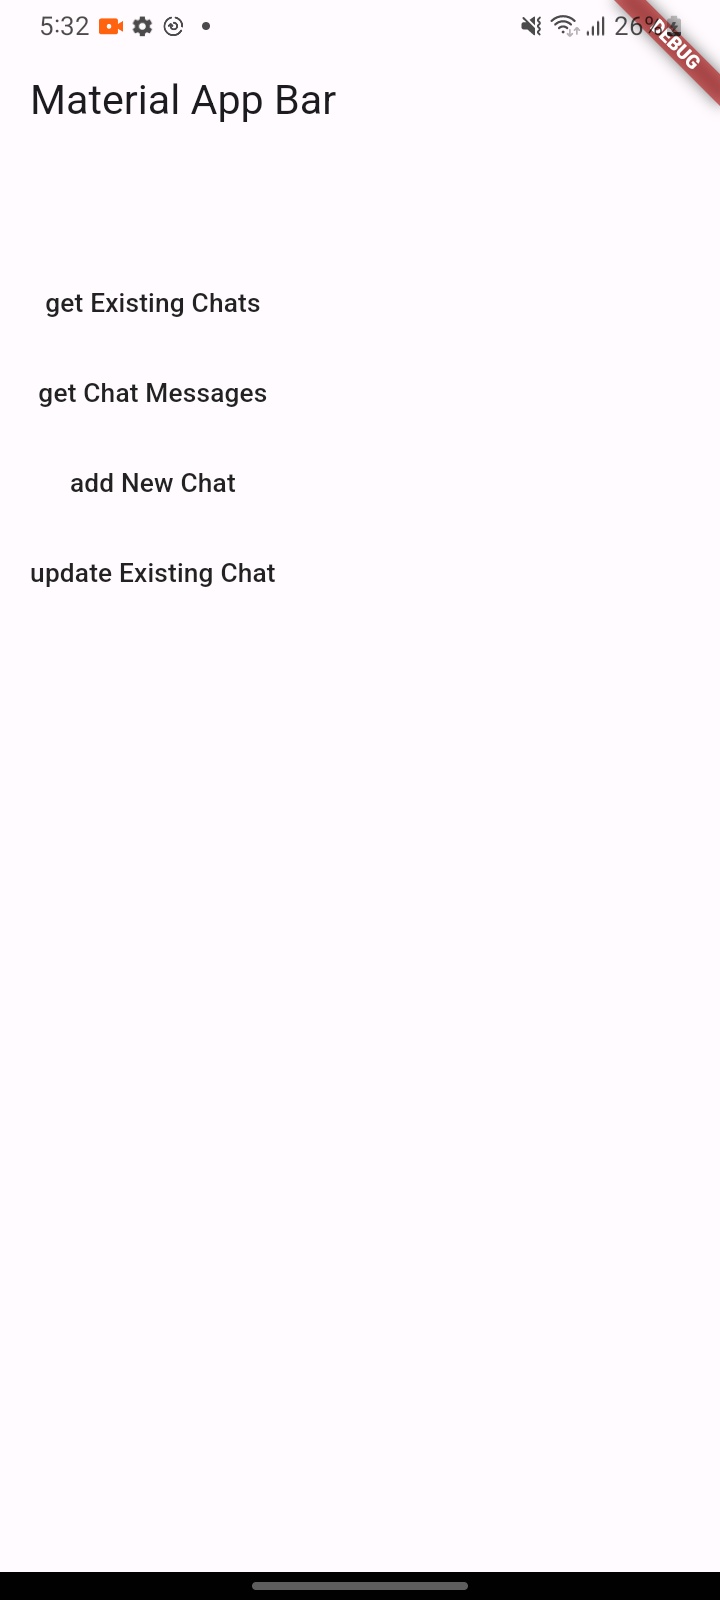 5:32 26%
DEBUG
Material App Bar
get Existing Chats
get Chat Messages
add New Chat
update Existing Chat